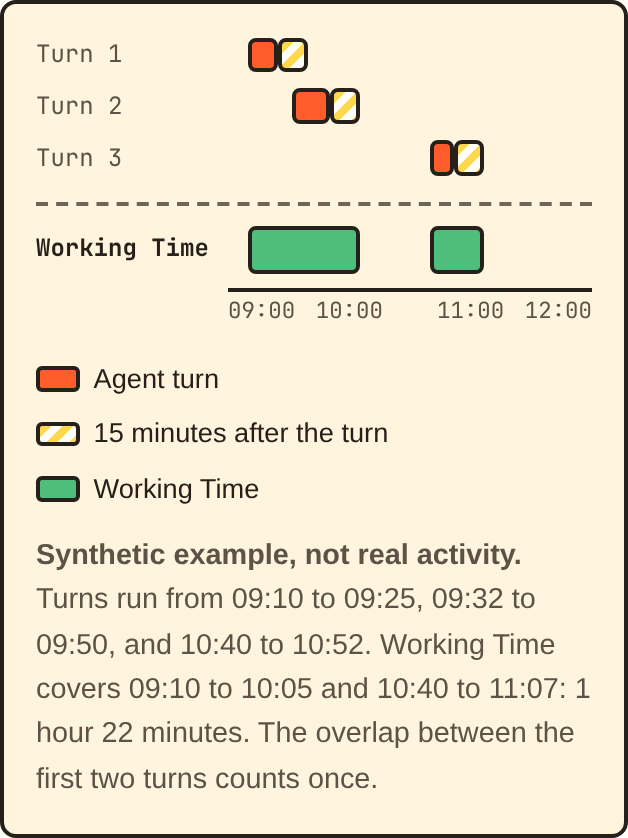 Turn 1
Turn 2
Turn 3
Working Time
09:00 10:00 11:00 12:00
Agent turn
15 minutes after the turn
Working Time
Synthetic example, not real activity.
Turns run from 09:10 to 09:25, 09:32 to
09:50, and 10:40 to 10:52. Working Time
covers 09:10 to 10:05 and 10:40 to 11:07: 1
hour 22 minutes. The overlap between the
first two turns counts once.